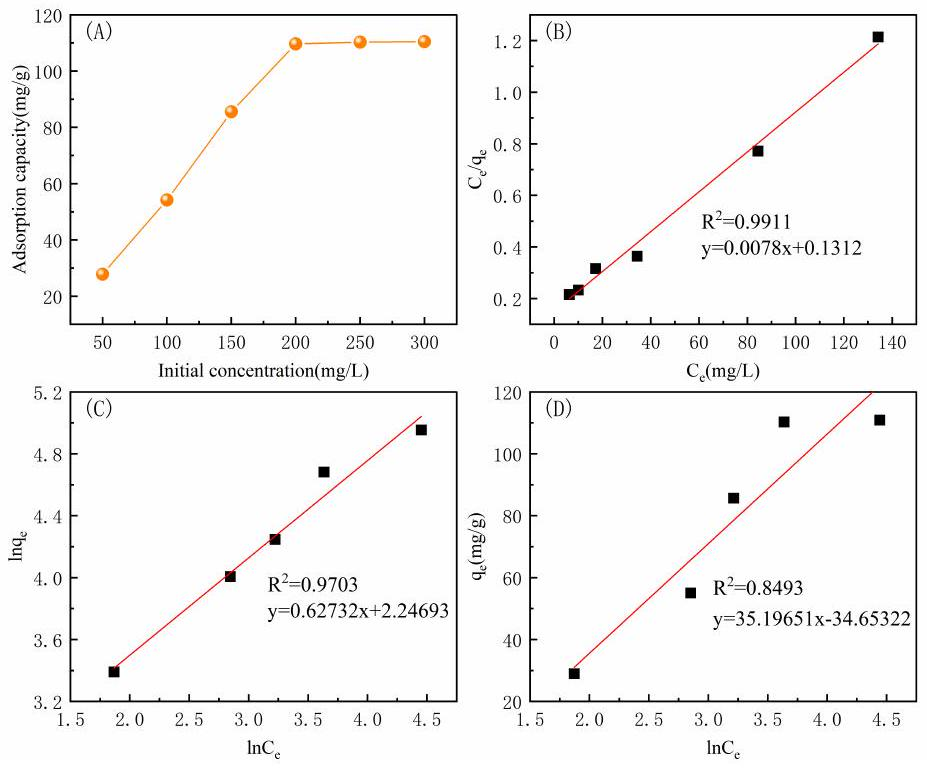 (A)
120
100
80
60
40
20
Adsorption capacity(mg/g)
50 100 150 200 250 300
Initial concentration(mg/L)
(B)
1.2
1.0
0.8
0.6
0.4
0.2
Cₑ/qₑ
R²=0.9911
y=0.0078x+0.1312
0 20 40 60 80 100 120 140
Cₑ(mg/L)
(C)
5.2
4.8
4.4
4.0
3.6
3.2
lnqₑ
R²=0.9703
y=0.62732x+2.24693
1.5 2.0 2.5 3.0 3.5 4.0 4.5
lnCₑ
(D)
120
100
80
60
40
20
qₑ(mg/g)
R²=0.8493
y=35.19651x-34.65322
1.5 2.0 2.5 3.0 3.5 4.0 4.5
lnCₑ